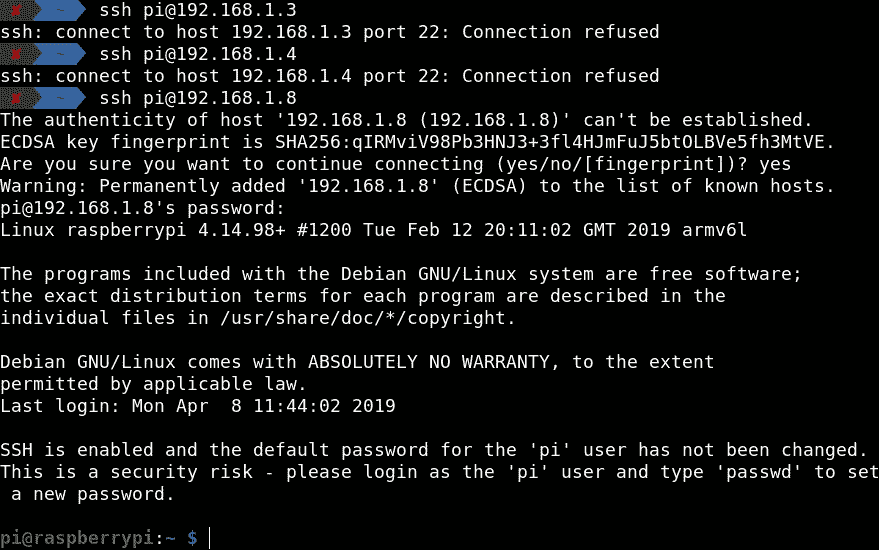 ✘ ~ ssh pi@192.168.1.3
ssh: connect to host 192.168.1.3 port 22: Connection refused
✘ ~ ssh pi@192.168.1.4
ssh: connect to host 192.168.1.4 port 22: Connection refused
✘ ~ ssh pi@192.168.1.8
The authenticity of host '192.168.1.8 (192.168.1.8)' can't be established.
ECDSA key fingerprint is SHA256:qIRMviV98Pb3HNJ3+3fl4HJmFuJ5btOLBVe5fh3MtVE.
Are you sure you want to continue connecting (yes/no/[fingerprint])? yes
Warning: Permanently added '192.168.1.8' (ECDSA) to the list of known hosts.
pi@192.168.1.8's password:
Linux raspberrypi 4.14.98+ #1200 Tue Feb 12 20:11:02 GMT 2019 armv6l

The programs included with the Debian GNU/Linux system are free software;
the exact distribution terms for each program are described in the
individual files in /usr/share/doc/*/copyright.

Debian GNU/Linux comes with ABSOLUTELY NO WARRANTY, to the extent
permitted by applicable law.
Last login: Mon Apr  8 11:44:02 2019

SSH is enabled and the default password for the 'pi' user has not been changed.
This is a security risk - please login as the 'pi' user and type 'passwd' to set
 a new password.

pi@raspberrypi:~ $